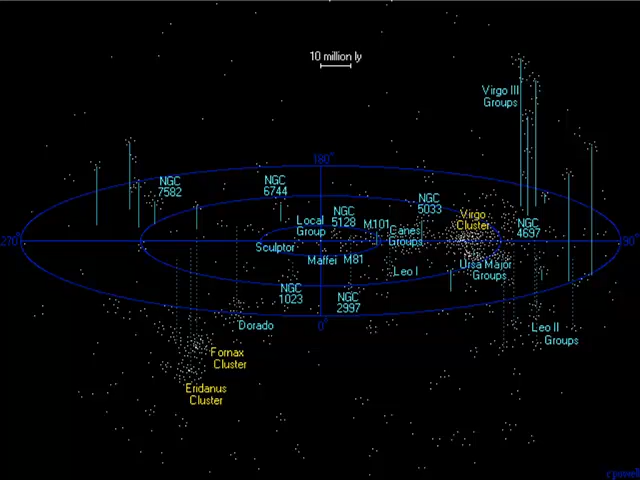 10 million ly
Virgo III
Groups
180°
NGC
7582
NGC
6744
NGC
5033
Local
Group
NGC
5128
M101
Canes
Groups
Virgo
Cluster
NGC
4697
270°
90°
Sculptor
Maffei
M81
Leo I
Ursa Major
Groups
NGC
1023
NGC
2997
0°
Dorado
Leo II
Groups
Fornax
Cluster
Eridanus
Cluster